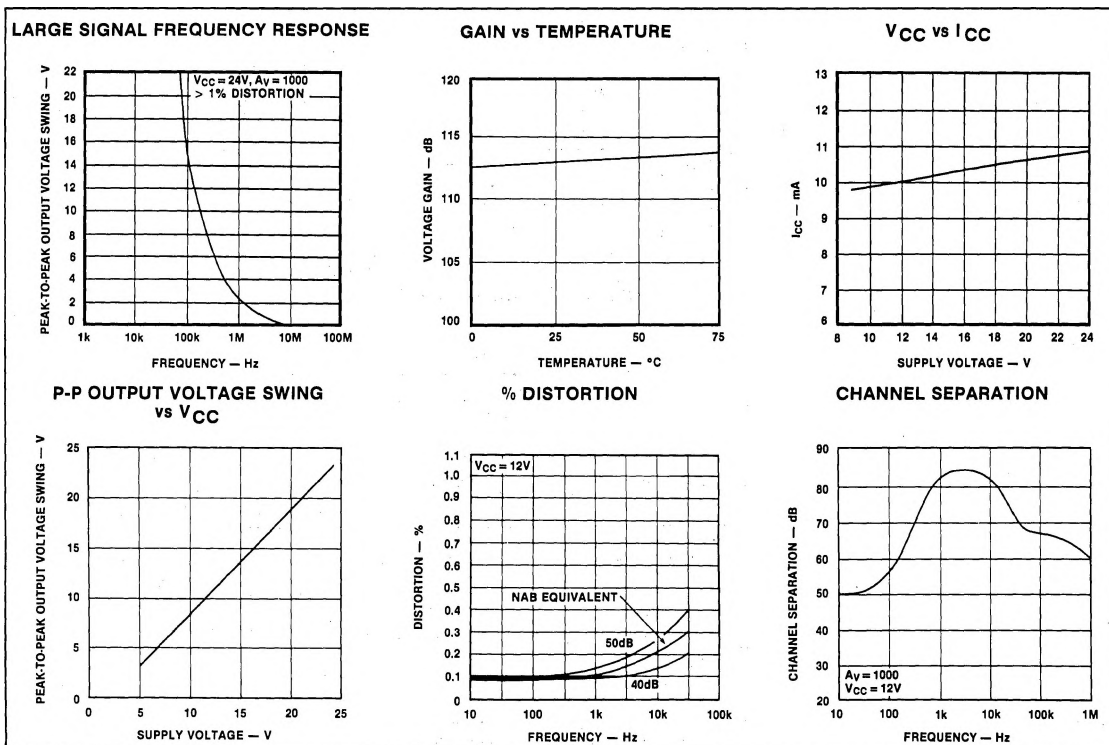 LARGE SIGNAL FREQUENCY RESPONSE
PEAK-TO-PEAK OUTPUT VOLTAGE SWING — V
22
20
18
16
14
12
10
8
6
4
2
0
VCC = 24V, AV = 1000
> 1% DISTORTION
1k 10k 100k 1M 10M 100M
FREQUENCY — Hz
GAIN vs TEMPERATURE
VOLTAGE GAIN — dB
120
115
110
105
100
0 25 50 75
TEMPERATURE — °C
VCC vs ICC
ICC — mA
13
12
11
10
9
8
7
6
8 10 12 14 16 18 20 22 24
SUPPLY VOLTAGE — V
P-P OUTPUT VOLTAGE SWING
vs VCC
PEAK-TO-PEAK OUTPUT VOLTAGE SWING — V
25
20
15
10
5
0
0 5 10 15 20 25
SUPPLY VOLTAGE — V
% DISTORTION
DISTORTION — %
1.1
1.0
0.9
0.8
0.7
0.6
0.5
0.4
0.3
0.2
0.1
0
VCC = 12V
NAB EQUIVALENT
50dB
40dB
10 100 1k 10k 100k
FREQUENCY — Hz
CHANNEL SEPARATION
CHANNEL SEPARATION — dB
90
80
70
60
50
40
30
20
AV = 1000
VCC = 12V
10 100 1k 10k 100k 1M
FREQUENCY — Hz